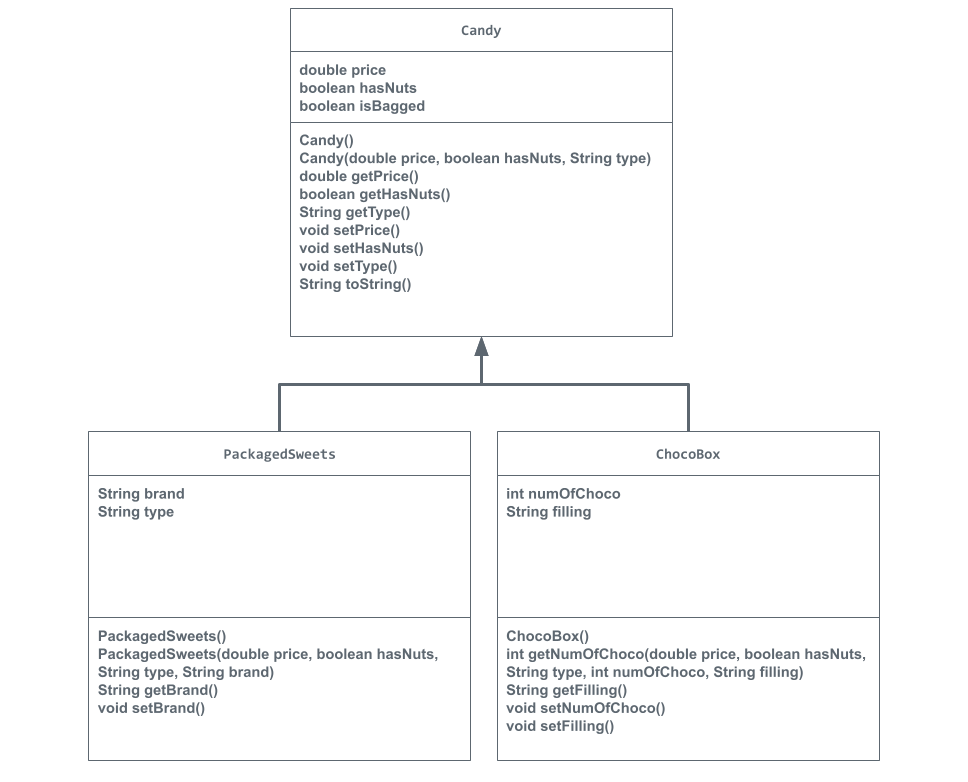 Candy
double price
boolean hasNuts
boolean isBagged
Candy()
Candy(double price, boolean hasNuts, String type)
double getPrice()
boolean getHasNuts()
String getType()
void setPrice()
void setHasNuts()
void setType()
String toString()
PackagedSweets
String brand
String type
PackagedSweets()
PackagedSweets(double price, boolean hasNuts,
String type, String brand)
String getBrand()
void setBrand()
ChocoBox
int numOfChoco
String filling
ChocoBox()
int getNumOfChoco(double price, boolean hasNuts,
String type, int numOfChoco, String filling)
String getFilling()
void setNumOfChoco()
void setFilling()